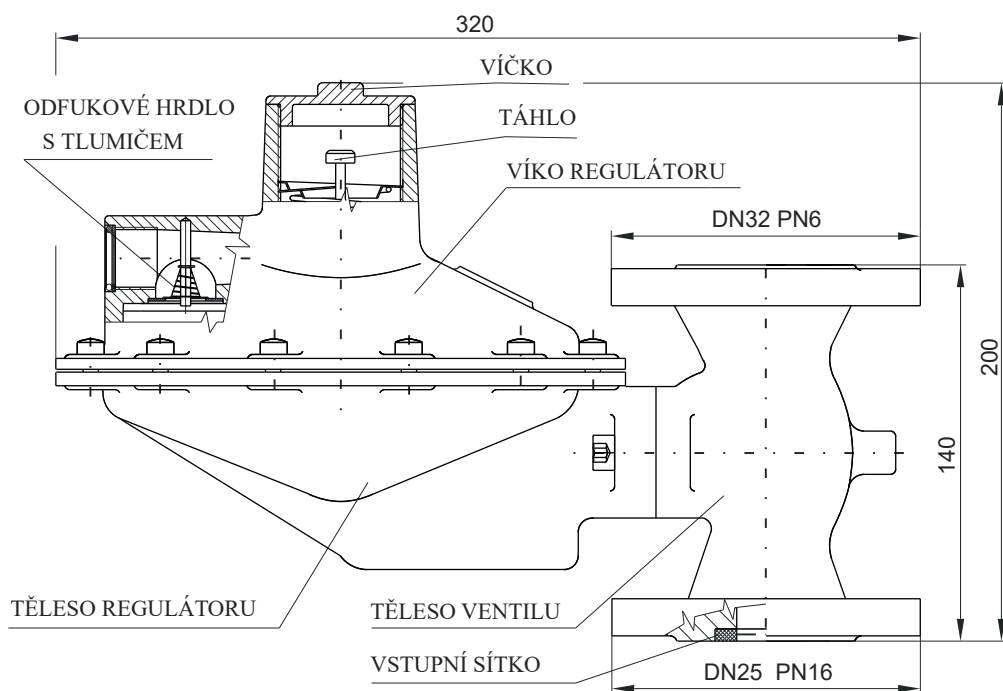 320
VÍČKO
ODFUKOVÉ HRDLO
S TLUMIČEM
TÁHLO
VÍKO REGULÁTORU
DN32 PN6
200
140
TĚLESO REGULÁTORU
TĚLESO VENTILU
VSTUPNÍ SÍTKO
DN25 PN16